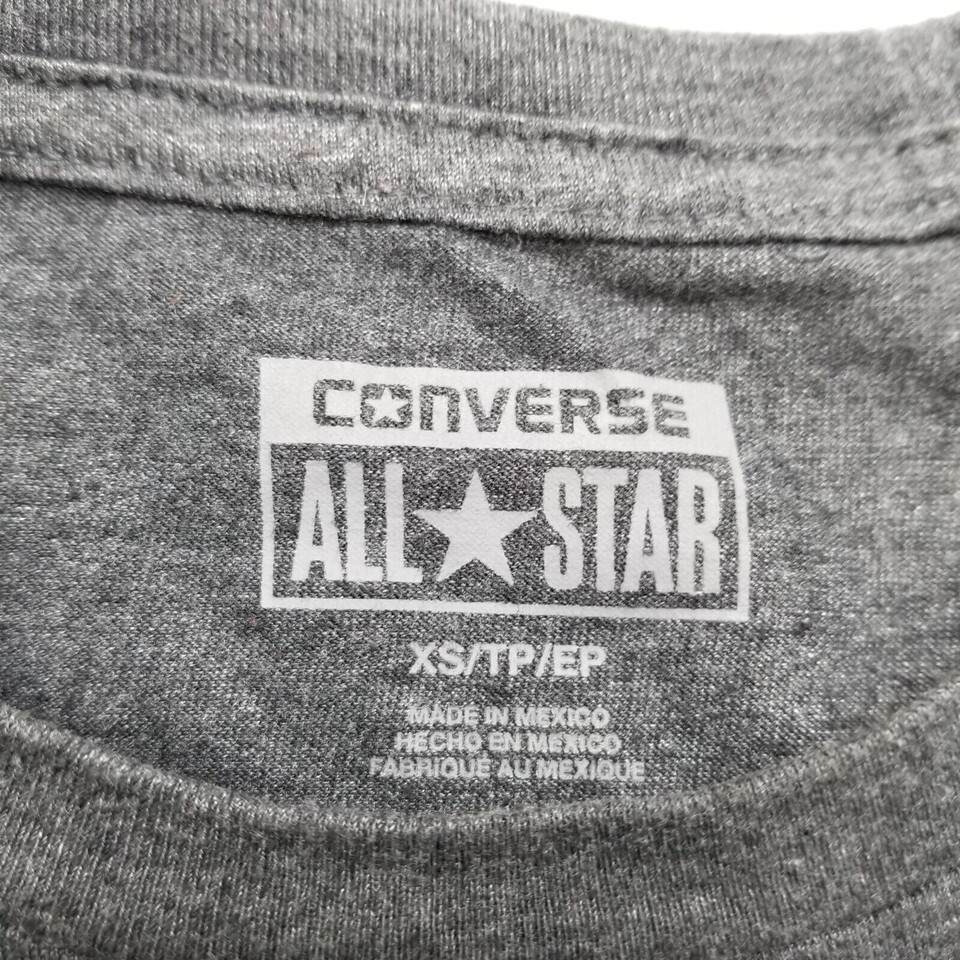 CONVERSE
ALL★STAR
XS/TP/EP
MADE IN MEXICO
HECHO EN MEXICO
FABRIQUÉ AU MEXIQUE